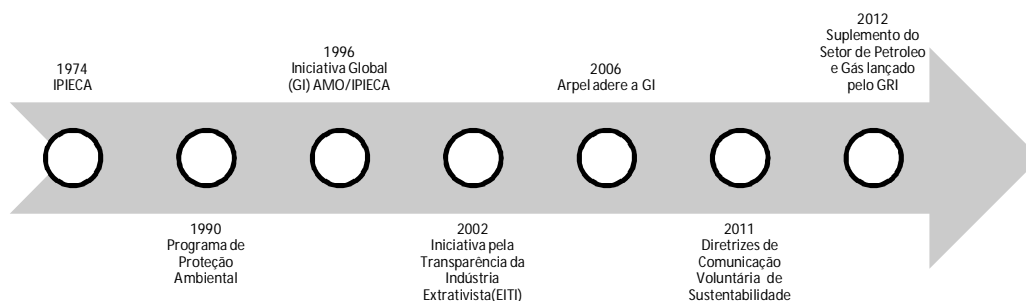 1974
IPIECA
1990
Programa de
Proteção
Ambiental
1996
Iniciativa Global
(GI) AMO/IPIECA
2002
Iniciativa pela
Transparência da
Indústria
Extrativista(EITI)
2006
Arpel adere a GI
2011
Diretrizes de
Comunicação
Voluntária de
Sustentabilidade
2012
Suplemento do
Setor de Petroleo
e Gás lançado
pelo GRI